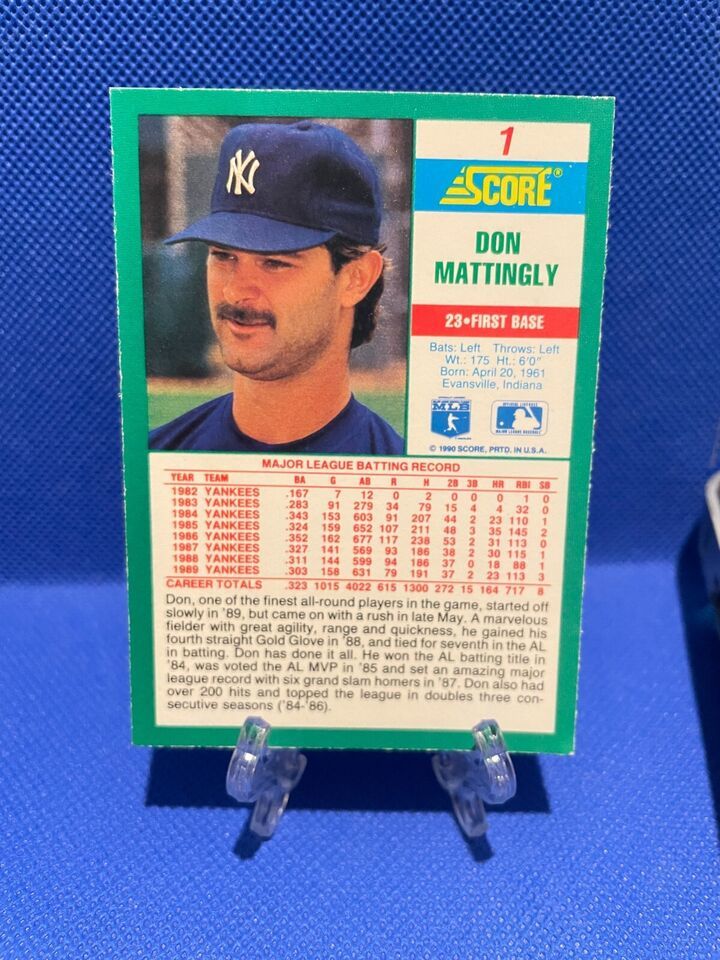 NY
1
SCORE®
DON
MATTINGLY
23•FIRST BASE
Bats: Left Throws: Left
Wt.: 175 Ht.: 6'0"
Born: April 20, 1961
Evansville, Indiana
MLB
MAJOR LEAGUE BASEBALL
© 1990 SCORE, PRTD. IN U.S.A.
MAJOR LEAGUE BATTING RECORD
YEAR TEAM BA G AB R H 2B 3B HR RBI SB
1982 YANKEES .167 7 12 0 2 0 0 0 1 0
1983 YANKEES .283 91 279 34 79 15 4 4 32 0
1984 YANKEES .343 153 603 91 207 44 2 23 110 1
1985 YANKEES .324 159 652 107 211 48 3 35 145 2
1986 YANKEES .352 162 677 117 238 53 2 31 113 0
1987 YANKEES .327 141 569 93 186 38 2 30 115 1
1988 YANKEES .311 144 599 94 186 37 0 18 88 1
1989 YANKEES .303 158 631 79 191 37 2 23 113 3
CAREER TOTALS .323 1015 4022 615 1300 272 15 164 717 8
Don, one of the finest all-round players in the game, started off
slowly in '89, but came on with a rush in late May. A marvelous
fielder with great agility, range and quickness, he gained his
fourth straight Gold Glove in '88, and tied for seventh in the AL
in batting. Don has done it all. He won the AL batting title in
'84, was voted the AL MVP in '85 and set an amazing major
league record with six grand slam homers in '87. Don also had
over 200 hits and topped the league in doubles three con-
secutive seasons ('84-'86).